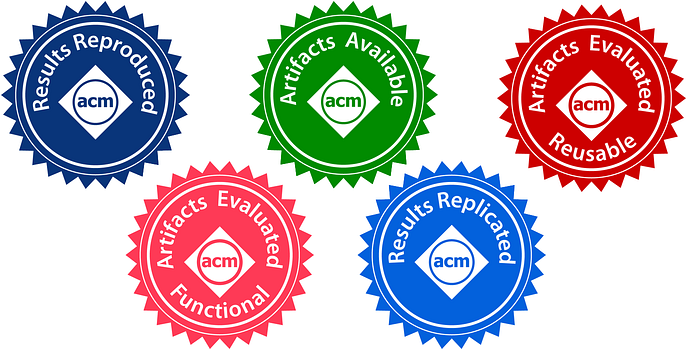 Results Reproduced
acm
Artifacts Available
acm
Artifacts Evaluated
acm
Reusable
Artifacts Evaluated
acm
Functional
Results Replicated
acm